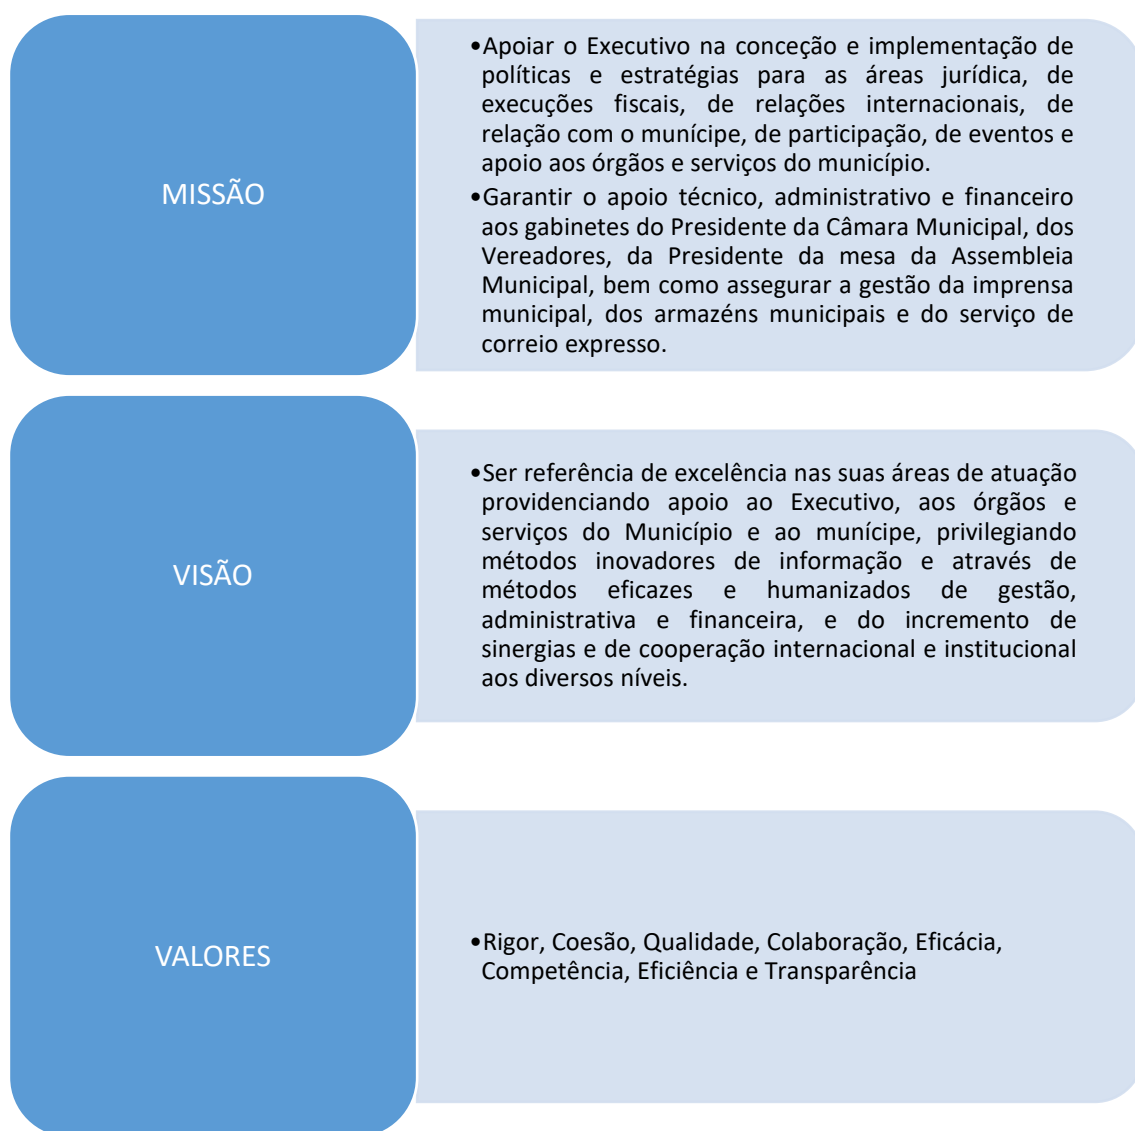 MISSÃO
•Apoiar o Executivo na conceção e implementação de
políticas e estratégias para as áreas jurídica, de
execuções fiscais, de relações internacionais, de
relação com o munícipe, de participação, de eventos e
apoio aos órgãos e serviços do município.
•Garantir o apoio técnico, administrativo e financeiro
aos gabinetes do Presidente da Câmara Municipal, dos
Vereadores, da Presidente da mesa da Assembleia
Municipal, bem como assegurar a gestão da imprensa
municipal, dos armazéns municipais e do serviço de
correio expresso.
VISÃO
•Ser referência de excelência nas suas áreas de atuação
providenciando apoio ao Executivo, aos órgãos e
serviços do Município e ao munícipe, privilegiando
métodos inovadores de informação e através de
métodos eficazes e humanizados de gestão,
administrativa e financeira, e do incremento de
sinergias e de cooperação internacional e institucional
aos diversos níveis.
VALORES
•Rigor, Coesão, Qualidade, Colaboração, Eficácia,
Competência, Eficiência e Transparência